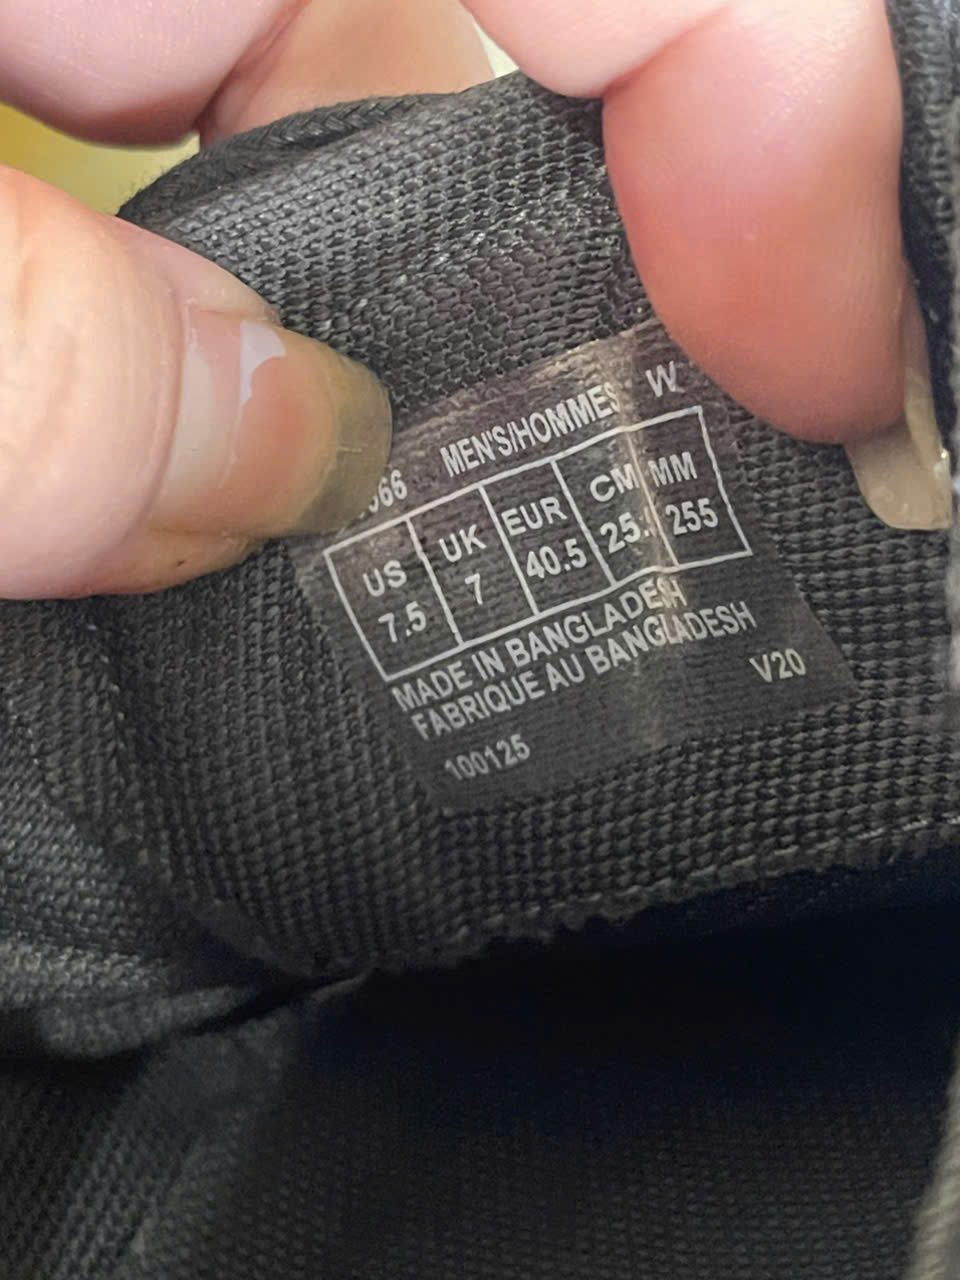 MEN'S/HOMMES W
US UK EUR CM MM
7.5 7 40.5 255
MADE IN BANGLADESH
FABRIQUE AU BANGLADESH
V20
100125